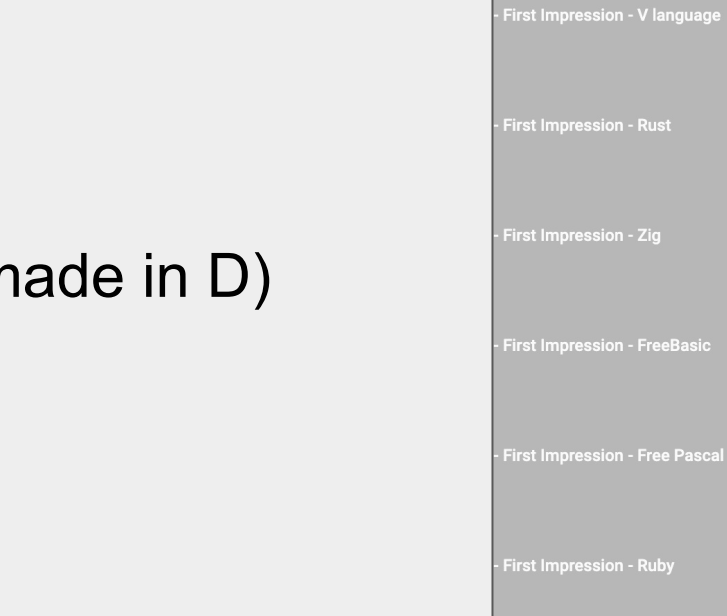 made in D)
- First Impression - V language
- First Impression - Rust
- First Impression - Zig
- First Impression - FreeBasic
- First Impression - Free Pascal
- First Impression - Ruby